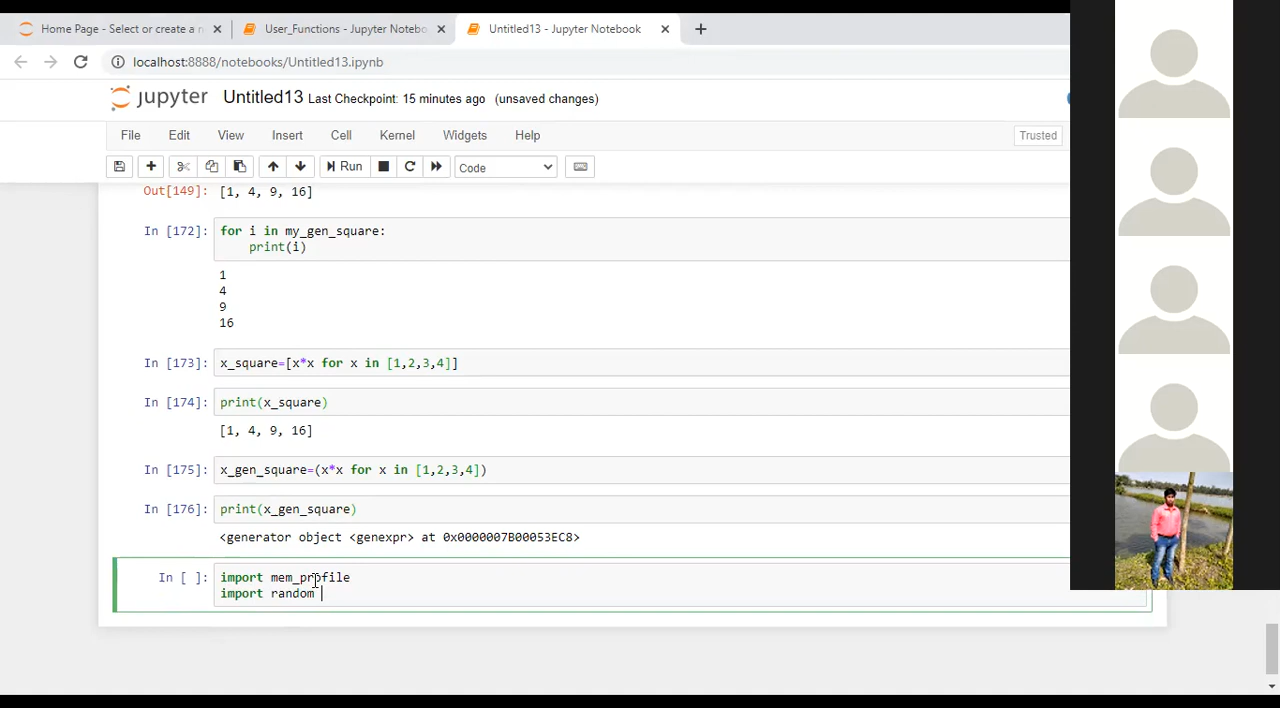 Home Page - Select or create a n
User_Functions - Jupyter Notebo
Untitled13 - Jupyter Notebook
localhost:8888/notebooks/Untitled13.ipynb
jupyter Untitled13 Last Checkpoint: 15 minutes ago (unsaved changes)
File Edit View Insert Cell Kernel Widgets Help Trusted
Run Code
Out[149]: [1, 4, 9, 16]
In [172]: for i in my_gen_square:
print(i)
1
4
9
16
In [173]: x_square=[x*x for x in [1,2,3,4]]
In [174]: print(x_square)
[1, 4, 9, 16]
In [175]: x_gen_square=(x*x for x in [1,2,3,4])
In [176]: print(x_gen_square)
<generator object <genexpr> at 0x0000007B00053EC8>
In [ ]: import mem_profile
import random